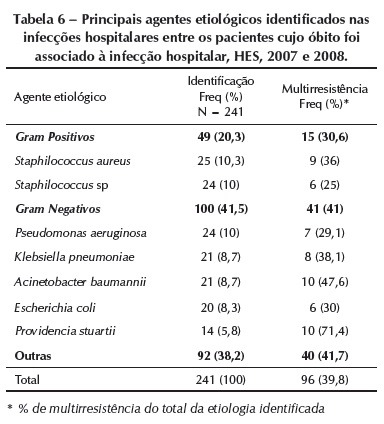 Tabela 6 – Principais agentes etiológicos identificados nas
infecções hospitalares entre os pacientes cujo óbito foi
associado à infecção hospitalar, HES, 2007 e 2008.
Agente etiológico Identificação Freq (%) N – 241 Multirresistência Freq (%)*
Gram Positivos 49 (20,3) 15 (30,6)
Staphilococcus aureus 25 (10,3) 9 (36)
Staphilococcus sp 24 (10) 6 (25)
Gram Negativos 100 (41,5) 41 (41)
Pseudomonas aeruginosa 24 (10) 7 (29,1)
Klebsiella pneumoniae 21 (8,7) 8 (38,1)
Acinetobacter baumannii 21 (8,7) 10 (47,6)
Escherichia coli 20 (8,3) 6 (30)
Providencia stuartii 14 (5,8) 10 (71,4)
Outras 92 (38,2) 40 (41,7)
Total 241 (100) 96 (39,8)
* % de multirresistência do total da etiologia identificada